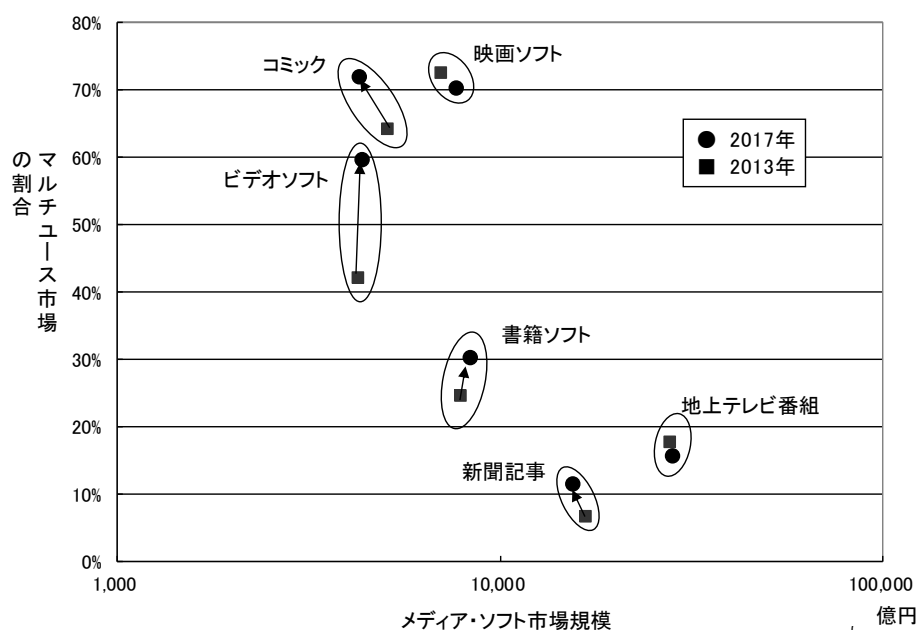 80%
70%
60%
50%
40%
30%
20%
10%
0%
マルチユース市場
の割合
コミック
映画ソフト
ビデオソフト
● 2017年
■ 2013年
書籍ソフト
地上テレビ番組
新聞記事
1,000
10,000
100,000
メディア・ソフト市場規模
億円